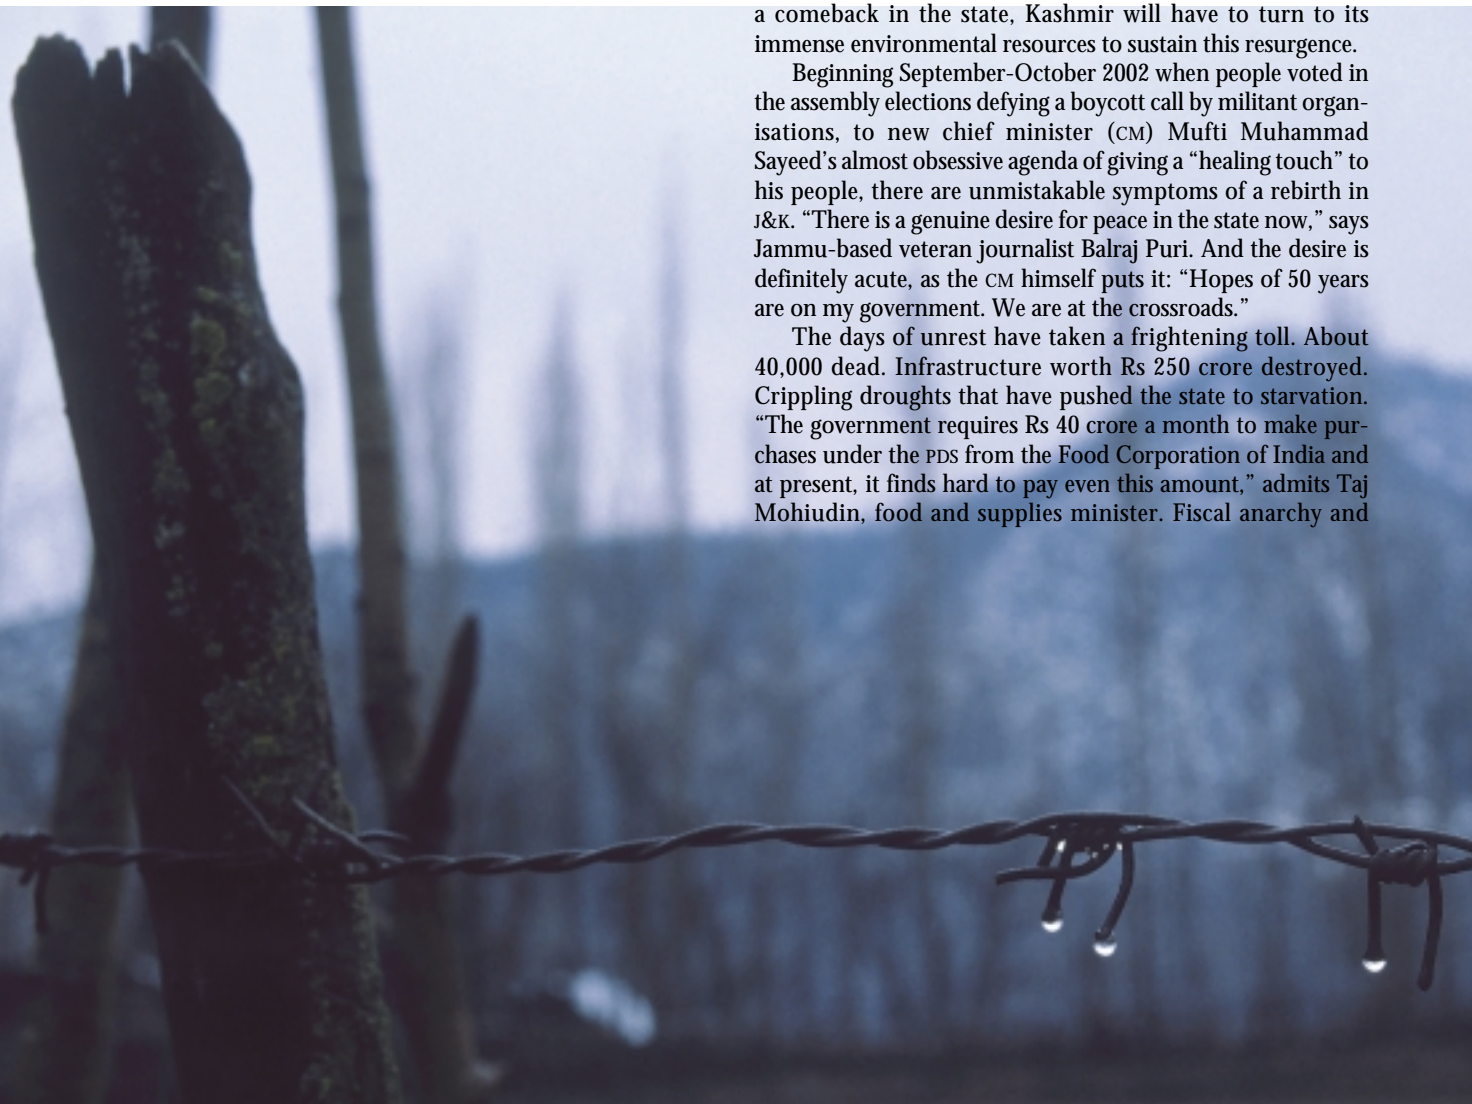 a comeback in the state, Kashmir will have to turn to its
immense environmental resources to sustain this resurgence.
Beginning September-October 2002 when people voted in
the assembly elections defying a boycott call by militant organ-
isations, to new chief minister (CM) Mufti Muhammad
Sayeed's almost obsessive agenda of giving a “healing touch” to
his people, there are unmistakable symptoms of a rebirth in
J&K. “There is a genuine desire for peace in the state now,” says
Jammu-based veteran journalist Balraj Puri. And the desire is
definitely acute, as the CM himself puts it: “Hopes of 50 years
are on my government. We are at the crossroads.”
The days of unrest have taken a frightening toll. About
40,000 dead. Infrastructure worth Rs 250 crore destroyed.
Crippling droughts that have pushed the state to starvation.
“The government requires Rs 40 crore a month to make pur-
chases under the PDS from the Food Corporation of India and
at present, it finds hard to pay even this amount,” admits Taj
Mohiudin, food and supplies minister. Fiscal anarchy and